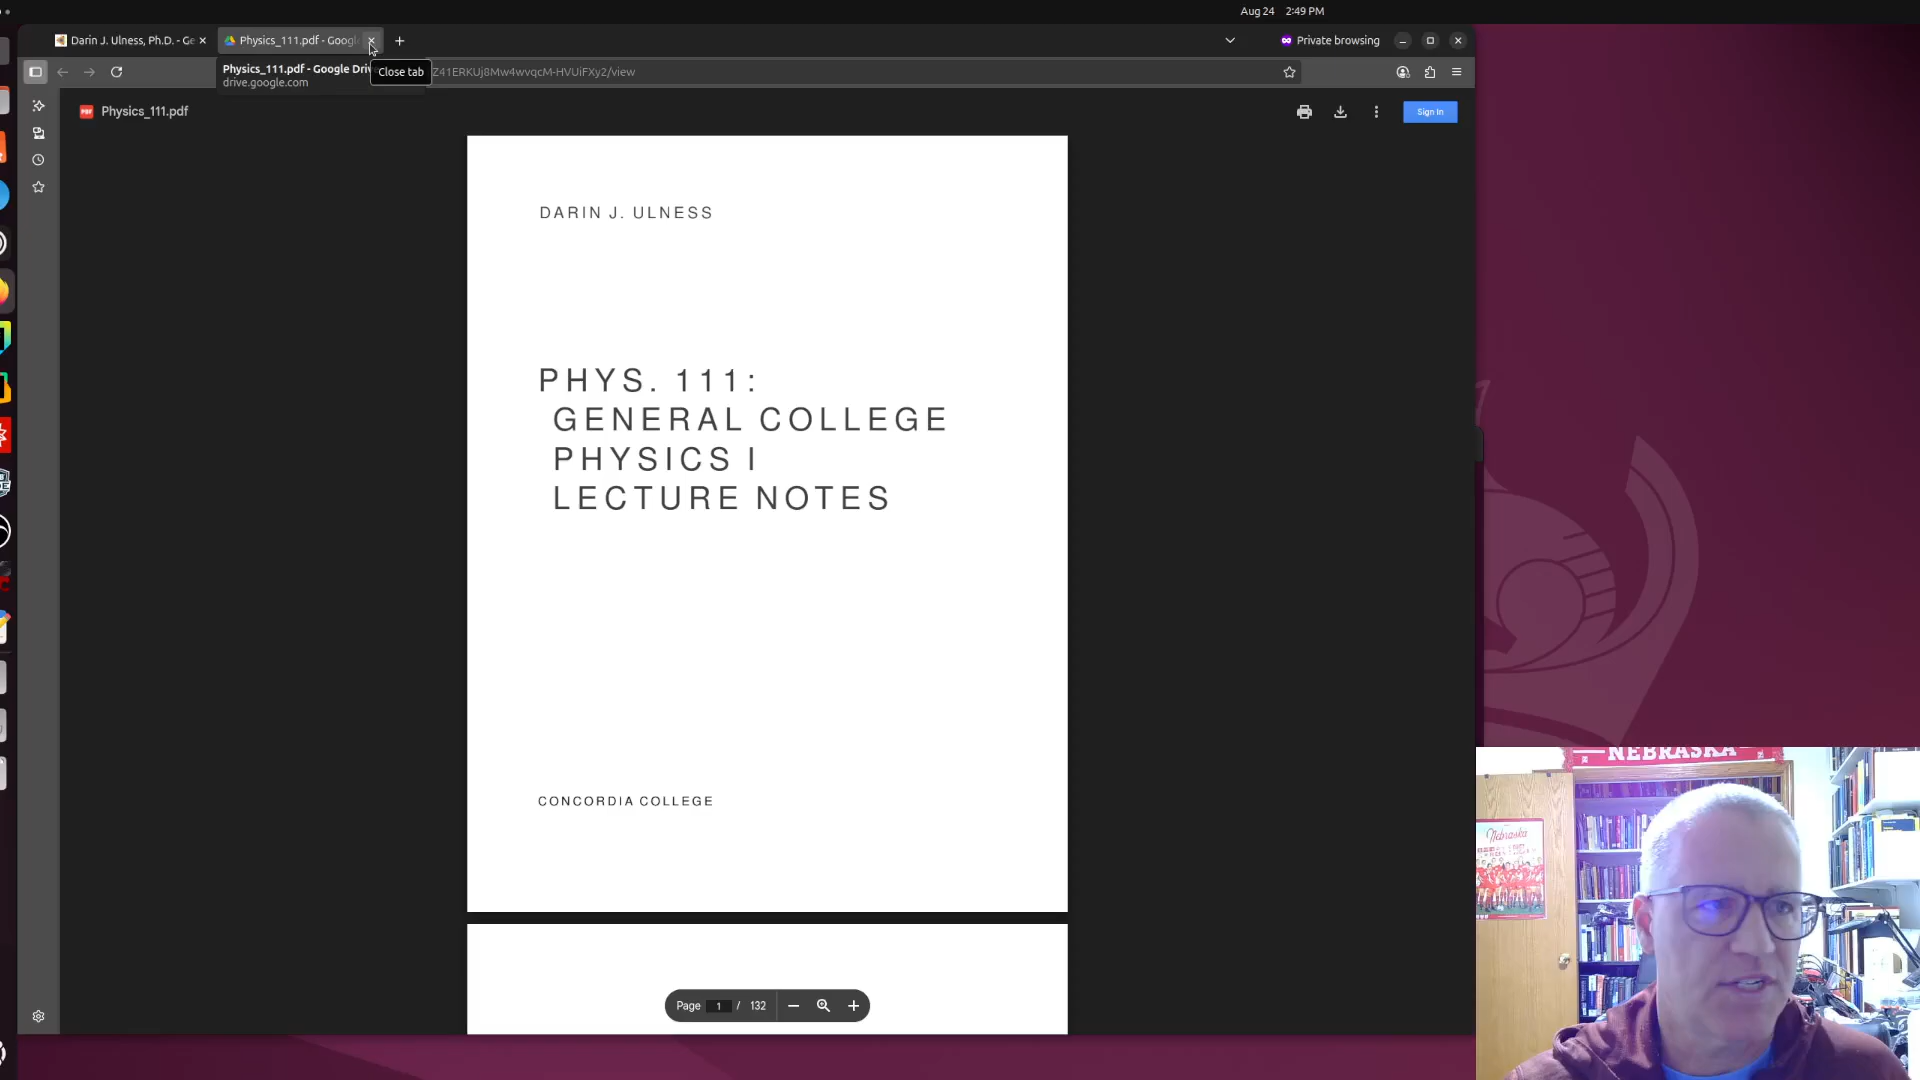 Aug 24 2:49 PM
Darin J. Ulness, Ph.D. - Ge
Physics_111.pdf - Googl
Private browsing
Physics_111.pdf - Google Driv
drive.google.com
Close tab
Z41ERKUj8Mw4wvqcM-HVUiFXy2/view
PDF
Physics_111.pdf
Sign in
DARIN J. ULNESS
PHYS. 111:
GENERAL COLLEGE
PHYSICS I
LECTURE NOTES
CONCORDIA COLLEGE
Page 1 / 132
NEBRASKA
Nebraska